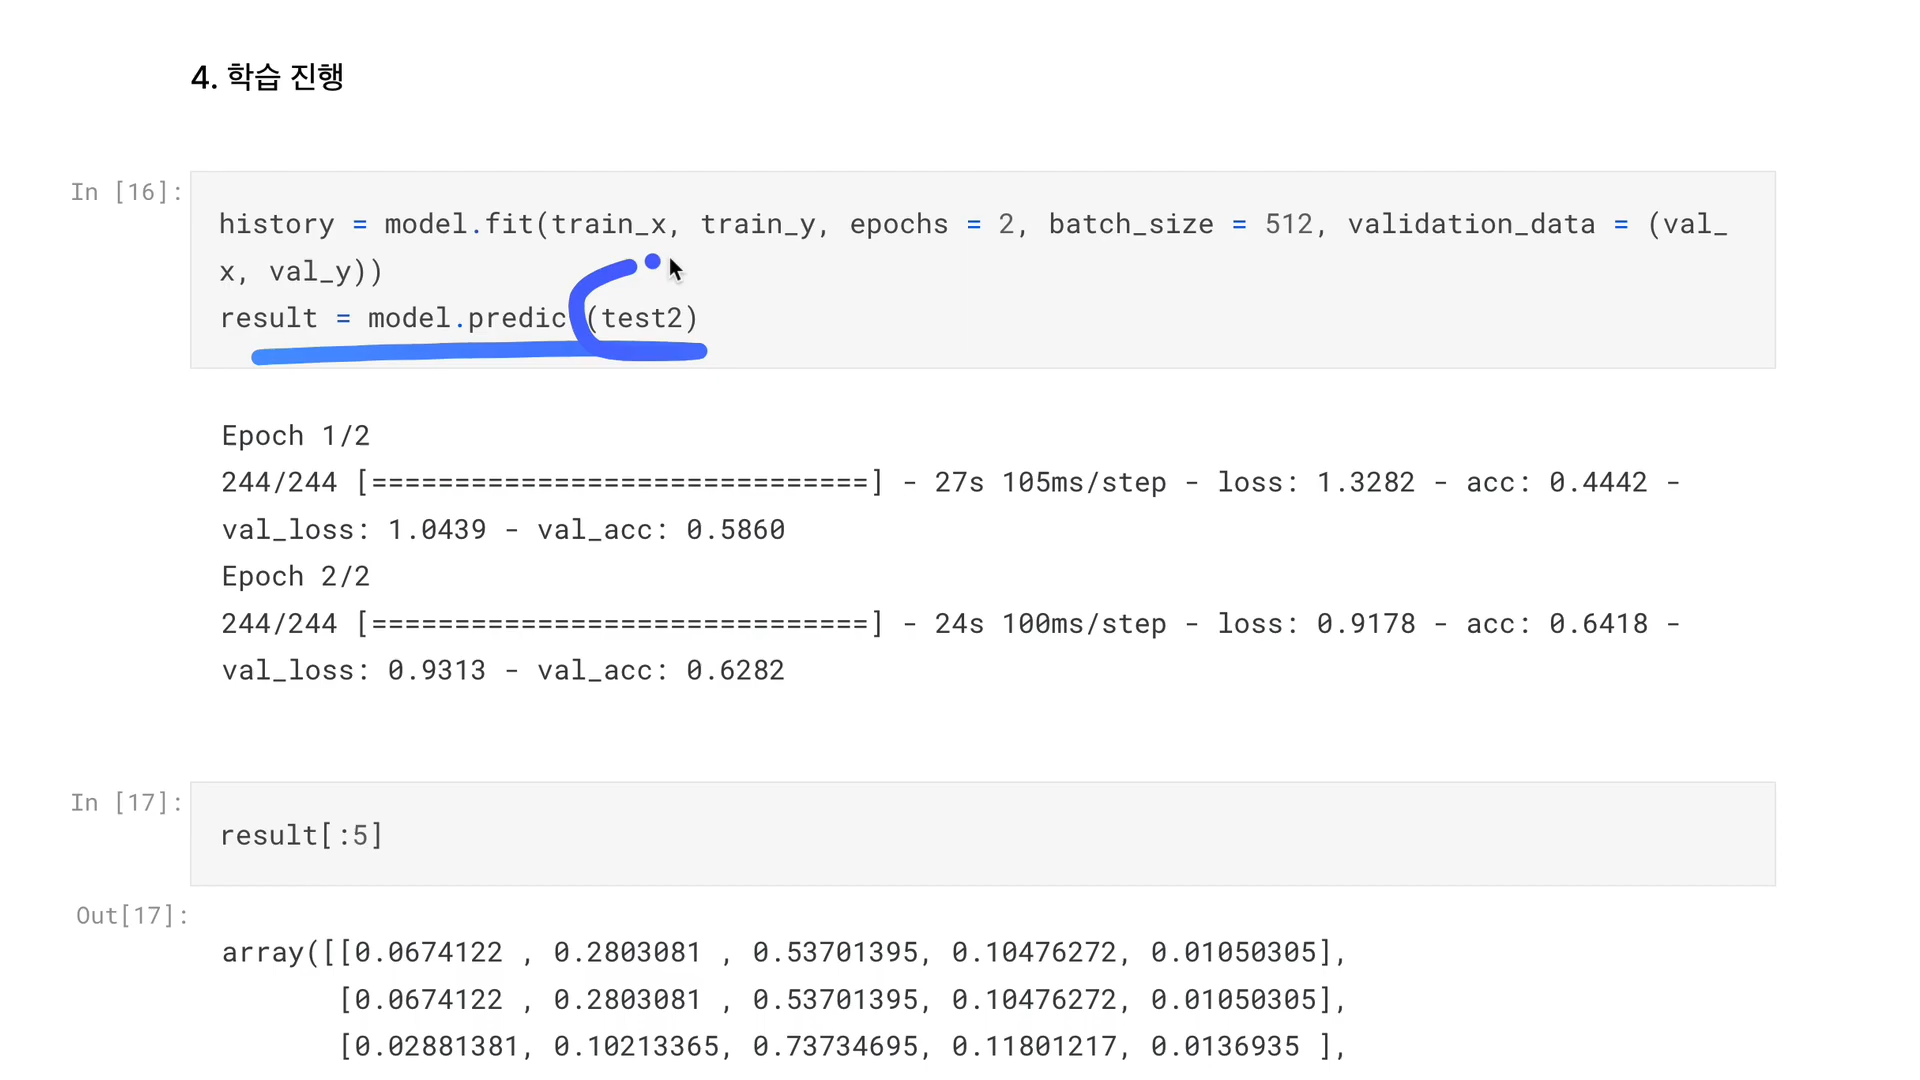 4. 학습 진행
In [16]:
history = model.fit(train_x, train_y, epochs = 2, batch_size = 512, validation_data = (val_
x, val_y))
result = model.predic (test2)
Epoch 1/2
244/244 [==============================] - 27s 105ms/step - loss: 1.3282 - acc: 0.4442 -
val_loss: 1.0439 - val_acc: 0.5860
Epoch 2/2
244/244 [==============================] - 24s 100ms/step - loss: 0.9178 - acc: 0.6418 -
val_loss: 0.9313 - val_acc: 0.6282
In [17]:
result[:5]
Out[17]:
array([[0.0674122 , 0.2803081 , 0.53701395, 0.10476272, 0.01050305],
[0.0674122 , 0.2803081 , 0.53701395, 0.10476272, 0.01050305],
[0.02881381, 0.10213365, 0.73734695, 0.11801217, 0.0136935 ],